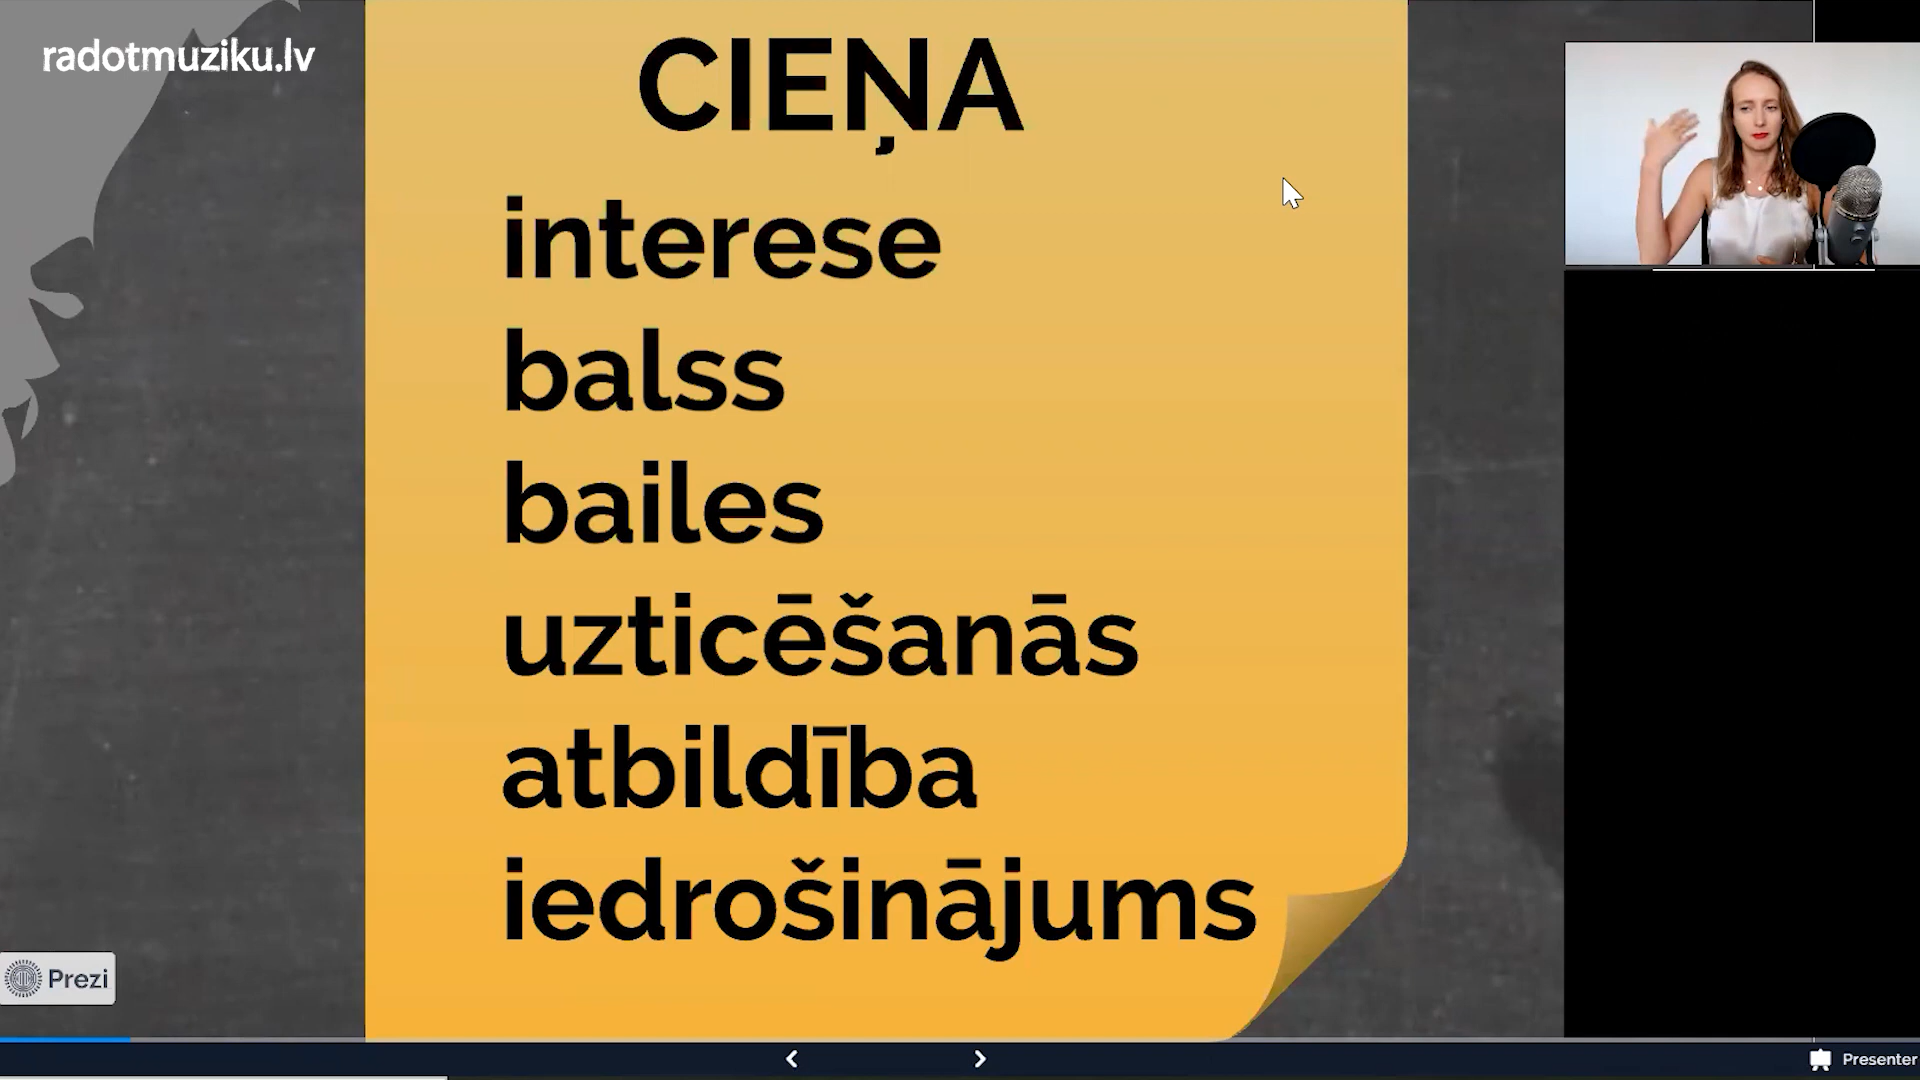 radotmuziku.lv
CIEŅA
interese
balss
bailes
uzticēšanās
atbildība
iedrošinājums
Prezi
Presenter